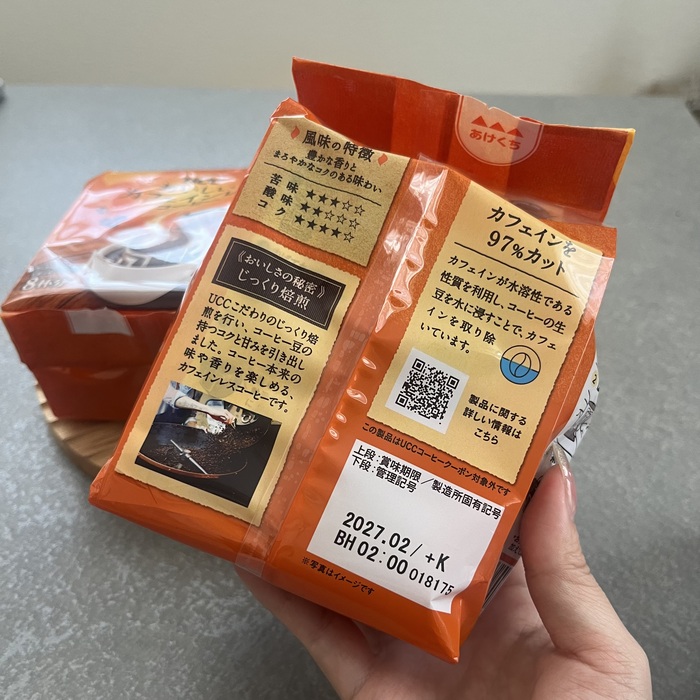 あけくち
風味の特徴
豊かな香りと
まろやかなコクのある味わい
苦味 ★★★☆☆
酸味 ★★☆☆☆
コク ★★★★☆
《おいしさの秘密》
じっくり焙煎
UCCこだわりのじっくり焙
煎を行い、コーヒー豆の
持つコクと甘みを引き出し
ました。コーヒー本来の
味や香りを楽しめる、
カフェインレスコーヒーです。
カフェインを
97%カット
カフェインが水溶性である
性質を利用し、コーヒーの生
豆を水に浸すことで、カフェ
インを取り除
いています。
製品に関する
詳しい情報は
こちら
この製品はUCCコーヒークーポン対象外です
上段:賞味期限/製造所固有記号
下段:管理記号
2027.02/+K
BH 02:00 018175
※写真はイメージです